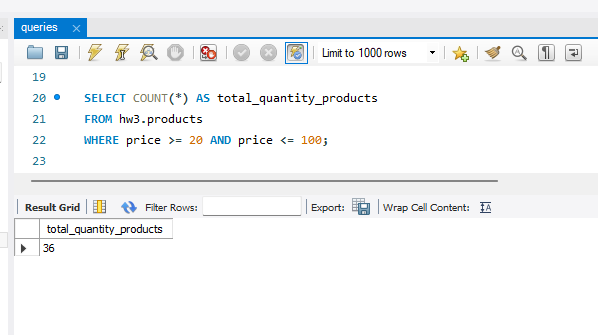 queries
Limit to 1000 rows
19
20 SELECT COUNT(*) AS total_quantity_products
21 FROM hw3.products
22 WHERE price >= 20 AND price <= 100;
23
Result Grid Filter Rows: Export: Wrap Cell Content: IA
total_quantity_products
36